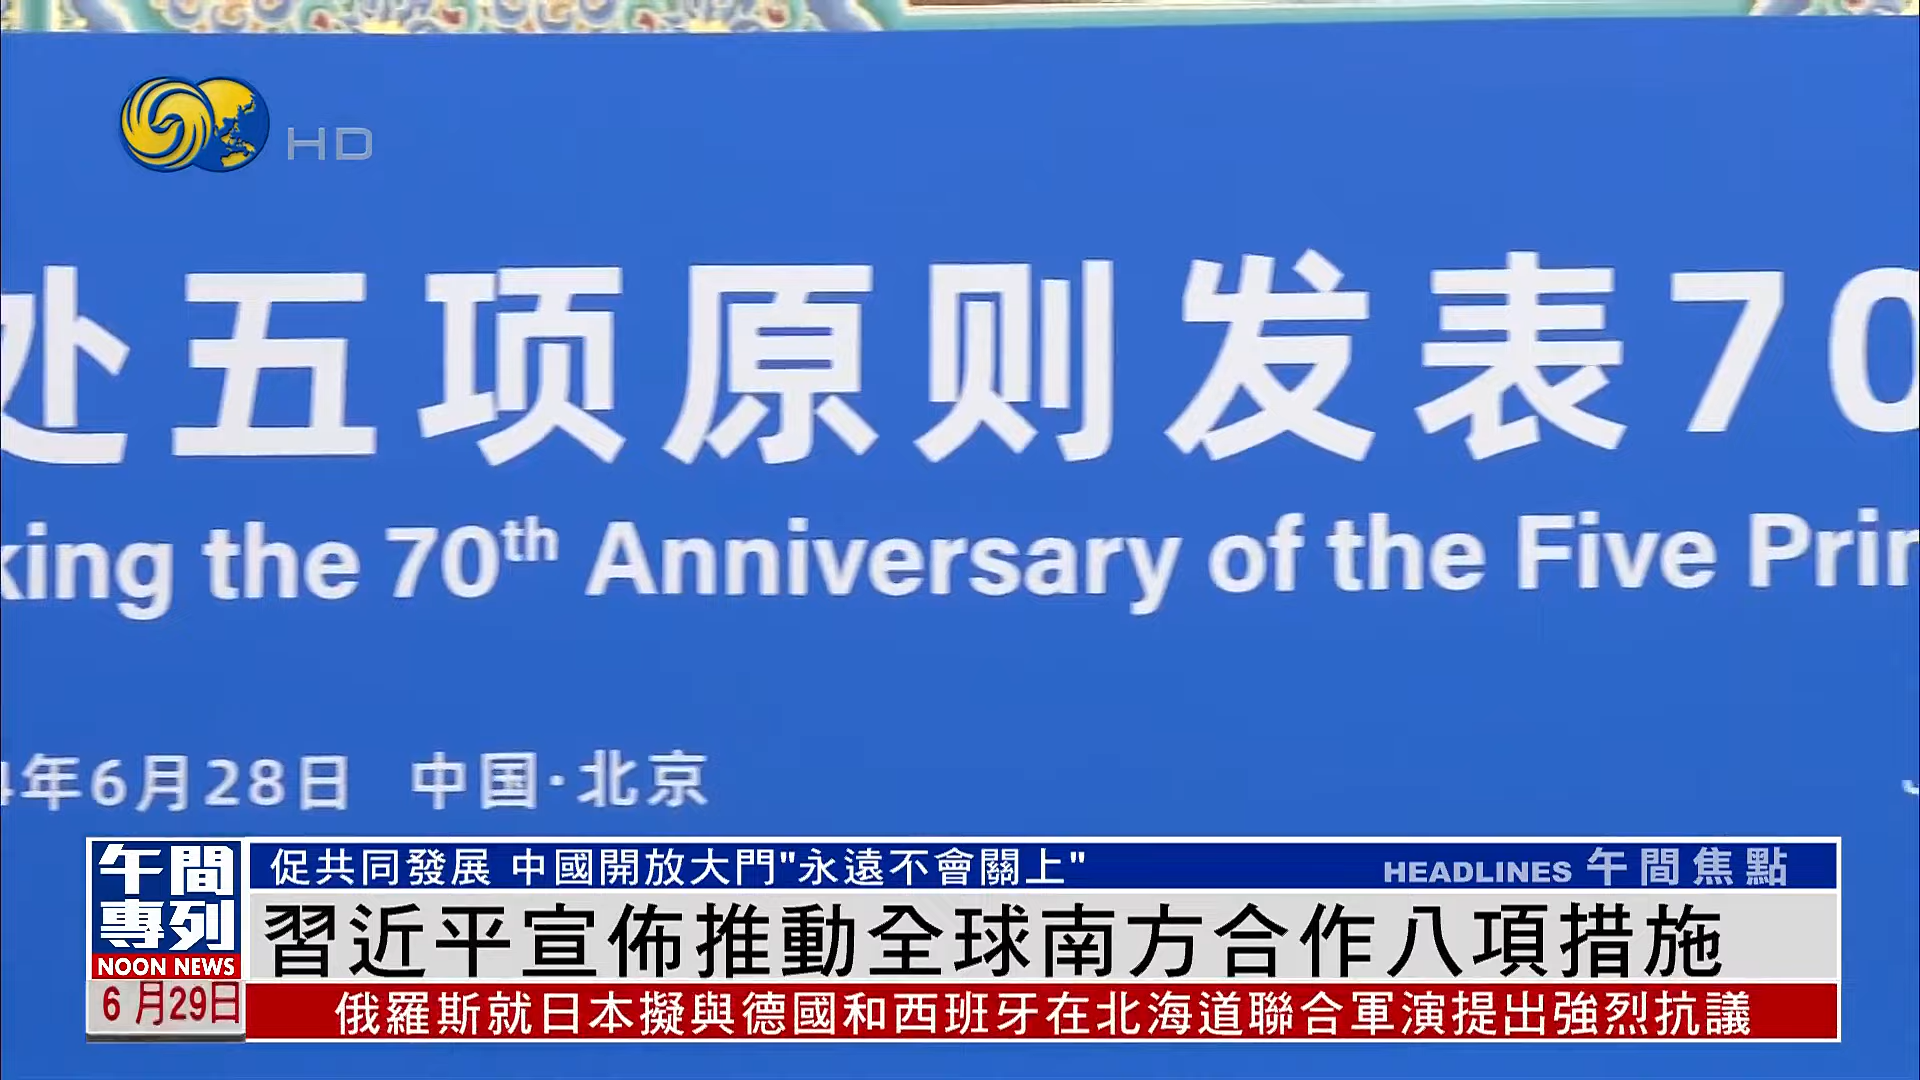 HD
处五项原则发表70
king the 70th Anniversary of the Five Prin
4年6月28日 中国·北京
午間專列
NOON NEWS
6月29日
促共同發展 中國開放大門"永遠不會關上"
HEADLINES 午間焦點
習近平宣佈推動全球南方合作八項措施
俄羅斯就日本擬與德國和西班牙在北海道聯合軍演提出強烈抗議